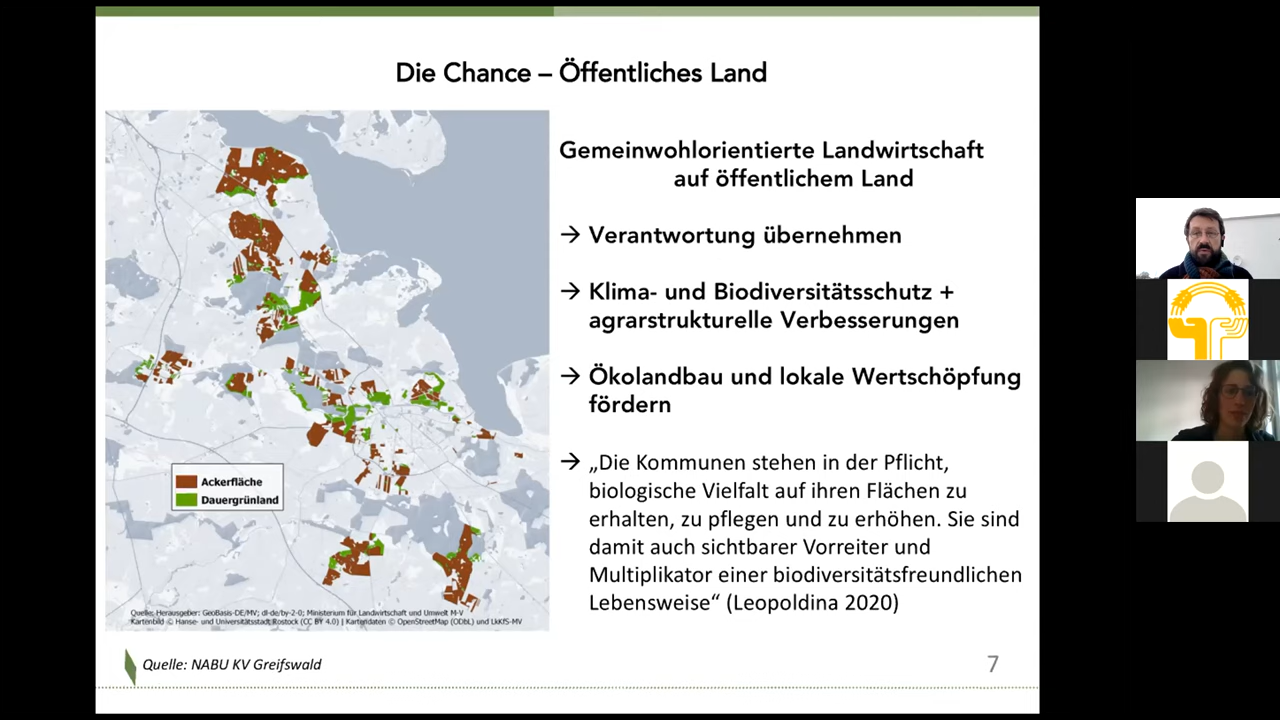 Die Chance – Öffentliches Land
Gemeinwohlorientierte Landwirtschaft
auf öffentlichem Land
→ Verantwortung übernehmen
→ Klima- und Biodiversitätsschutz +
agrarstrukturelle Verbesserungen
→ Ökolandbau und lokale Wertschöpfung
fördern
→ „Die Kommunen stehen in der Pflicht,
biologische Vielfalt auf ihren Flächen zu
erhalten, zu pflegen und zu erhöhen. Sie sind
damit auch sichtbarer Vorreiter und
Multiplikator einer biodiversitätsfreundlichen
Lebensweise“ (Leopoldina 2020)
Ackerfläche
Dauergrünland
Quelle: Herausgeber: GeoBasis-DE/MV; dl-de/by-2-0; Ministerium für Landwirtschaft und Umwelt M-V
Kartenbild © Hanse- und Universitätsstadt Rostock (CC BY 4.0) | Kartendaten © OpenStreetMap (ODbL) und LkKfS-MV
Quelle: NABU KV Greifswald
7